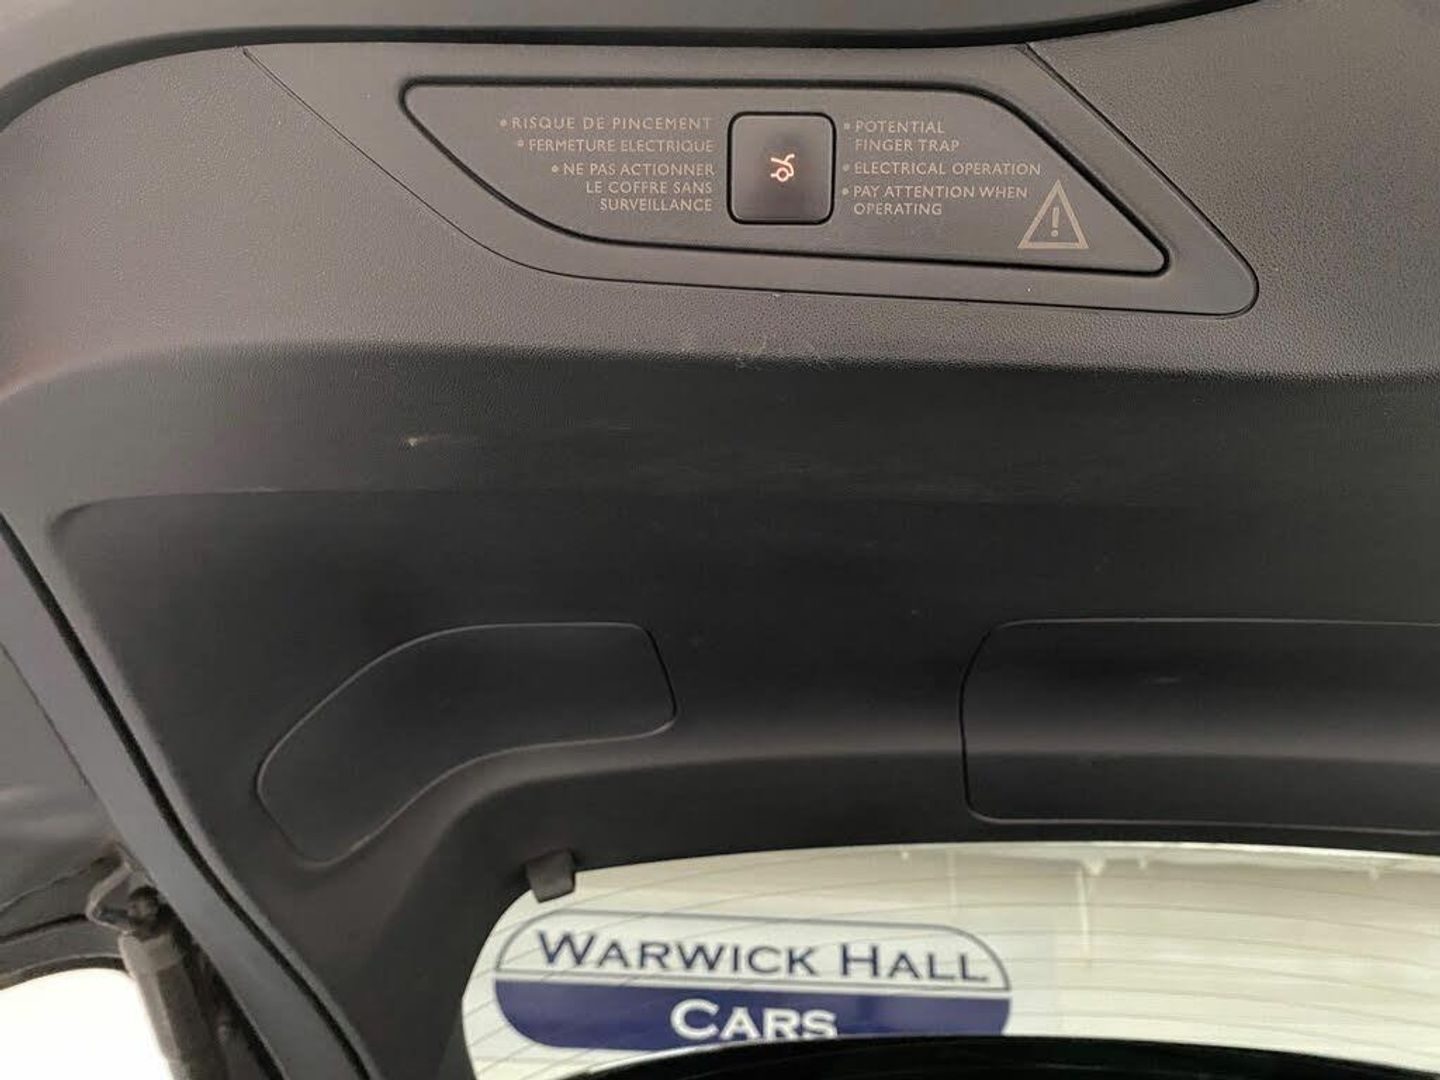 • RISQUE DE PINCEMENT
• FERMETURE ELECTRIQUE
• NE PAS ACTIONNER
LE COFFRE SANS
SURVEILLANCE
• POTENTIAL
FINGER TRAP
• ELECTRICAL OPERATION
• PAY ATTENTION WHEN
OPERATING
!
WARWICK HALL
CARS